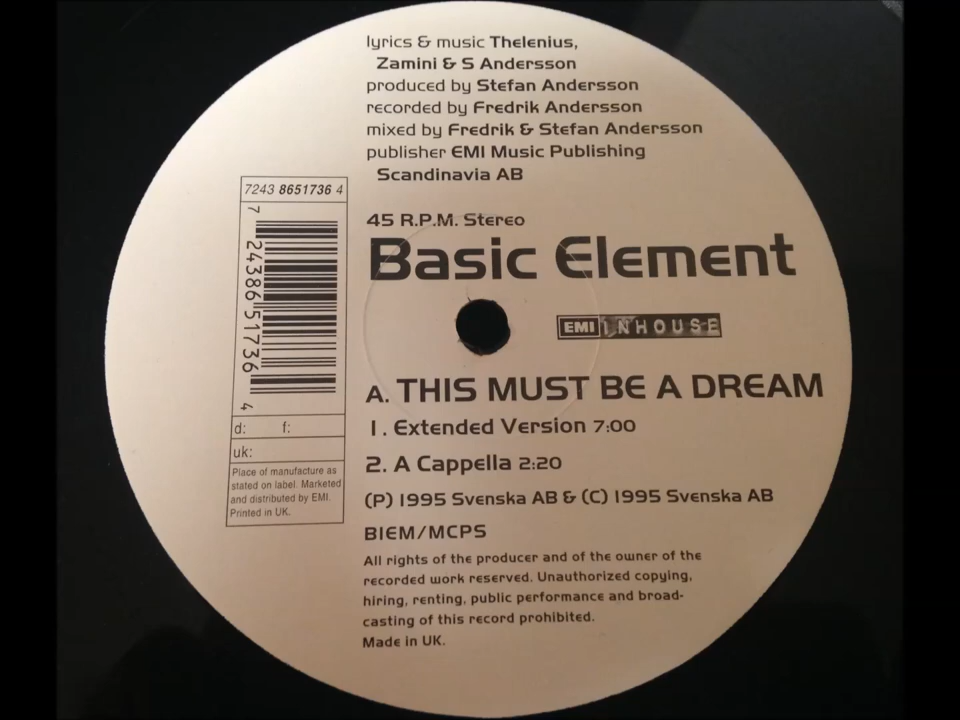 lyrics & music Thelenius,
Zamini & S Andersson
produced by Stefan Andersson
recorded by Fredrik Andersson
mixed by Fredrik & Stefan Andersson
publisher EMI Music Publishing
Scandinavia AB
7243 8651736 4
7 24386 51736 4
d: f:
uk:
Place of manufacture as
stated on label. Marketed
and distributed by EMI.
Printed in UK.
45 R.P.M. Stereo
Basic Element
EMI INHOUSE
A. THIS MUST BE A DREAM
1. Extended Version 7:00
2. A Cappella 2:20
(P) 1995 Svenska AB & (C) 1995 Svenska AB
BIEM/MCPS
All rights of the producer and of the owner of the
recorded work reserved. Unauthorized copying,
hiring, renting, public performance and broad-
casting of this record prohibited.
Made in UK.